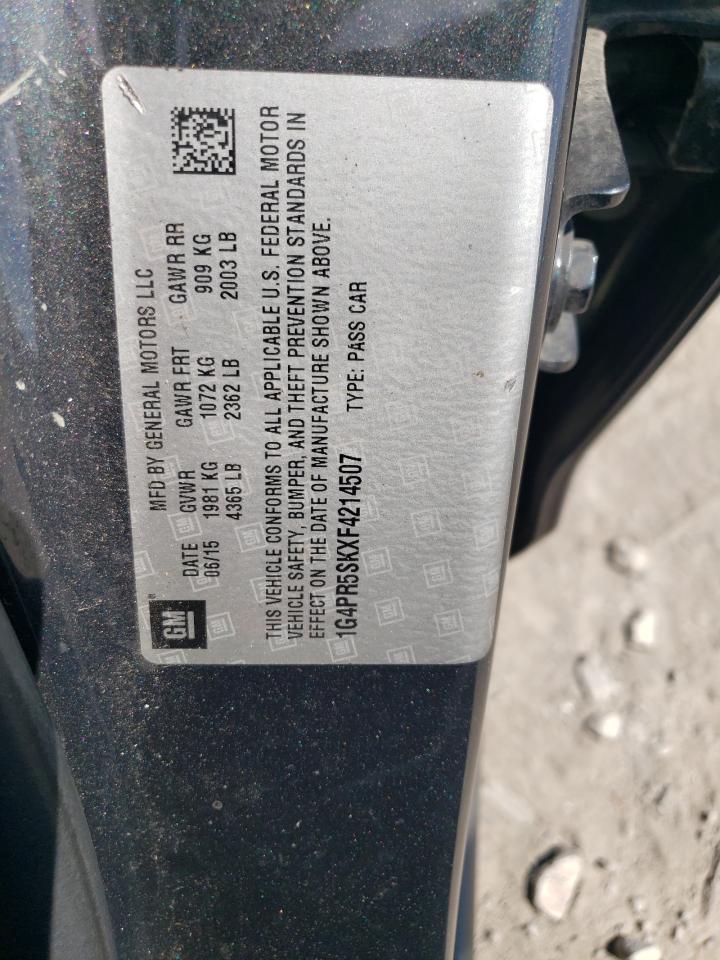 MFD BY GENERAL MOTORS LLC
DATE GVWR GAWR FRT GAWR RR
06/15 1981 KG 1072 KG 909 KG
4365 LB 2362 LB 2003 LB
GM
THIS VEHICLE CONFORMS TO ALL APPLICABLE U.S. FEDERAL MOTOR
VEHICLE SAFETY, BUMPER, AND THEFT PREVENTION STANDARDS IN
EFFECT ON THE DATE OF MANUFACTURE SHOWN ABOVE.
1G4PR5SKXF4214507 TYPE: PASS CAR